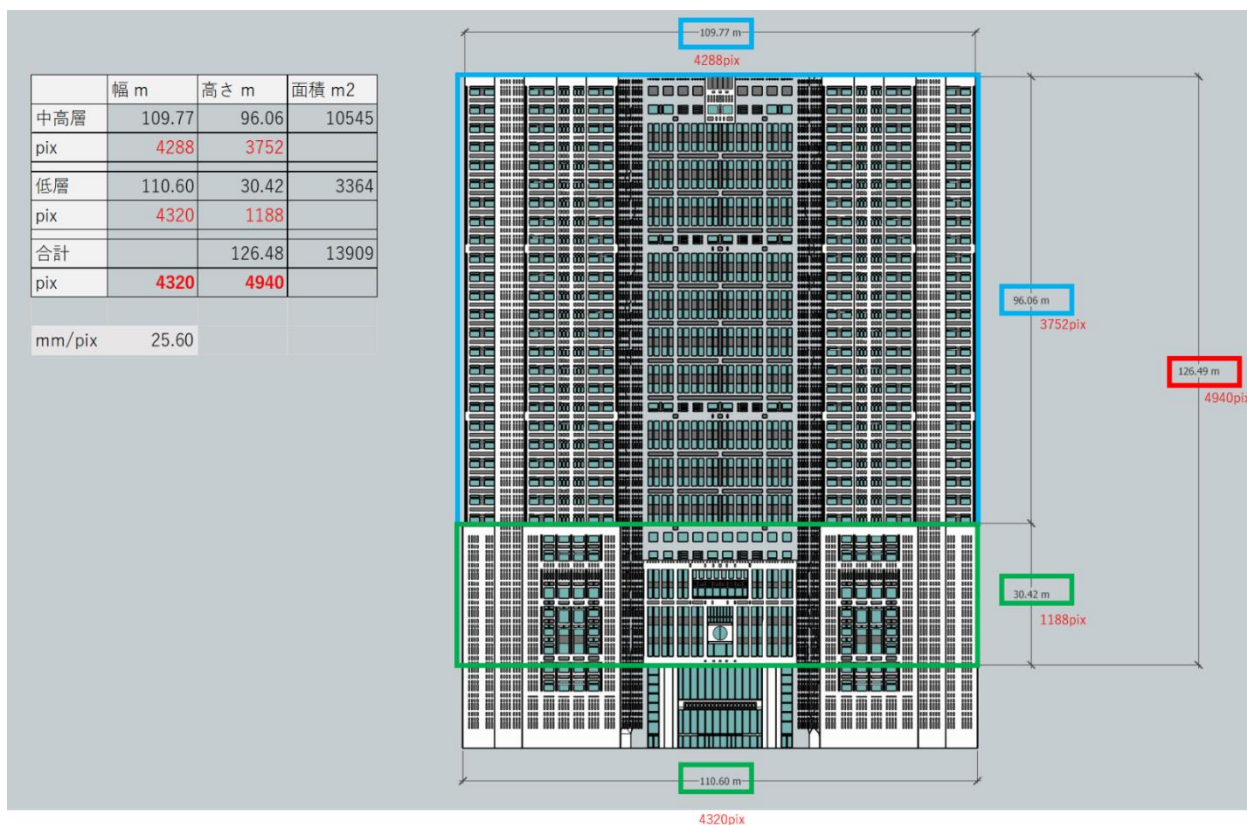 幅 m 高さ m 面積 m2
中高層 109.77 96.06 10545
pix 4288 3752
低層 110.60 30.42 3364
pix 4320 1188
合計 126.48 13909
pix 4320 4940
mm/pix 25.60
109.77 m
4288pix
96.06 m
3752pix
126.49 m
4940pix
30.42 m
1188pix
110.60 m
4320pix